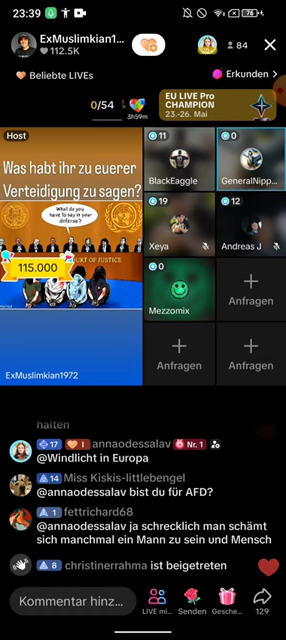 23:39
76
ExMuslimkian1...
112.5K
84
Beliebte LIVEs
Erkunden
0/54
3h59m
EU LIVE Pro
CHAMPION
23.-26. Mai
Host
Was habt ihr zu euerer
Verteidigung zu sagen?
What do you
have to say in your
defense?
COURT OF JUSTICE
115.000
ExMuslimkian1972
11
BlackEaggle
0
GeneralNipp...
19
Xeya
12
Andreas J
0
Mezzomix
Anfragen
Anfragen
Anfragen
halten
17 I annaodessalav Nr. 1
@Windlicht in Europa
14 Miss Kiskis-littlebengel
@annaodessalav bist du für AFD?
1 fettrichard68
@annaodessalav ja schrecklich man schämt
sich manchmal ein Mann zu sein und Mensch
8 christinerrahma ist beigetreten
Kommentar hinz...
LIVE mi...
Senden
Gesche...
129